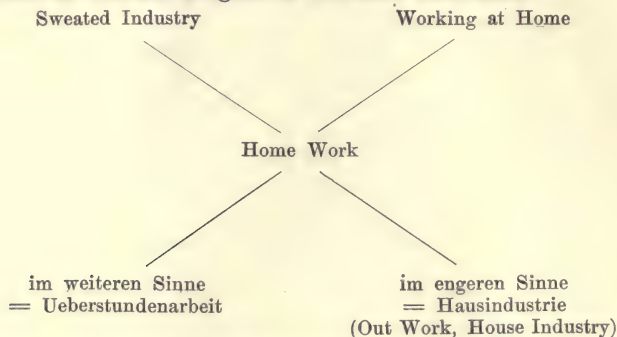 Sweated Industry Working at Home
Home Work
im weiteren Sinne im engeren Sinne
= Ueberstundenarbeit = Hausindustrie
(Out Work, House Industry)